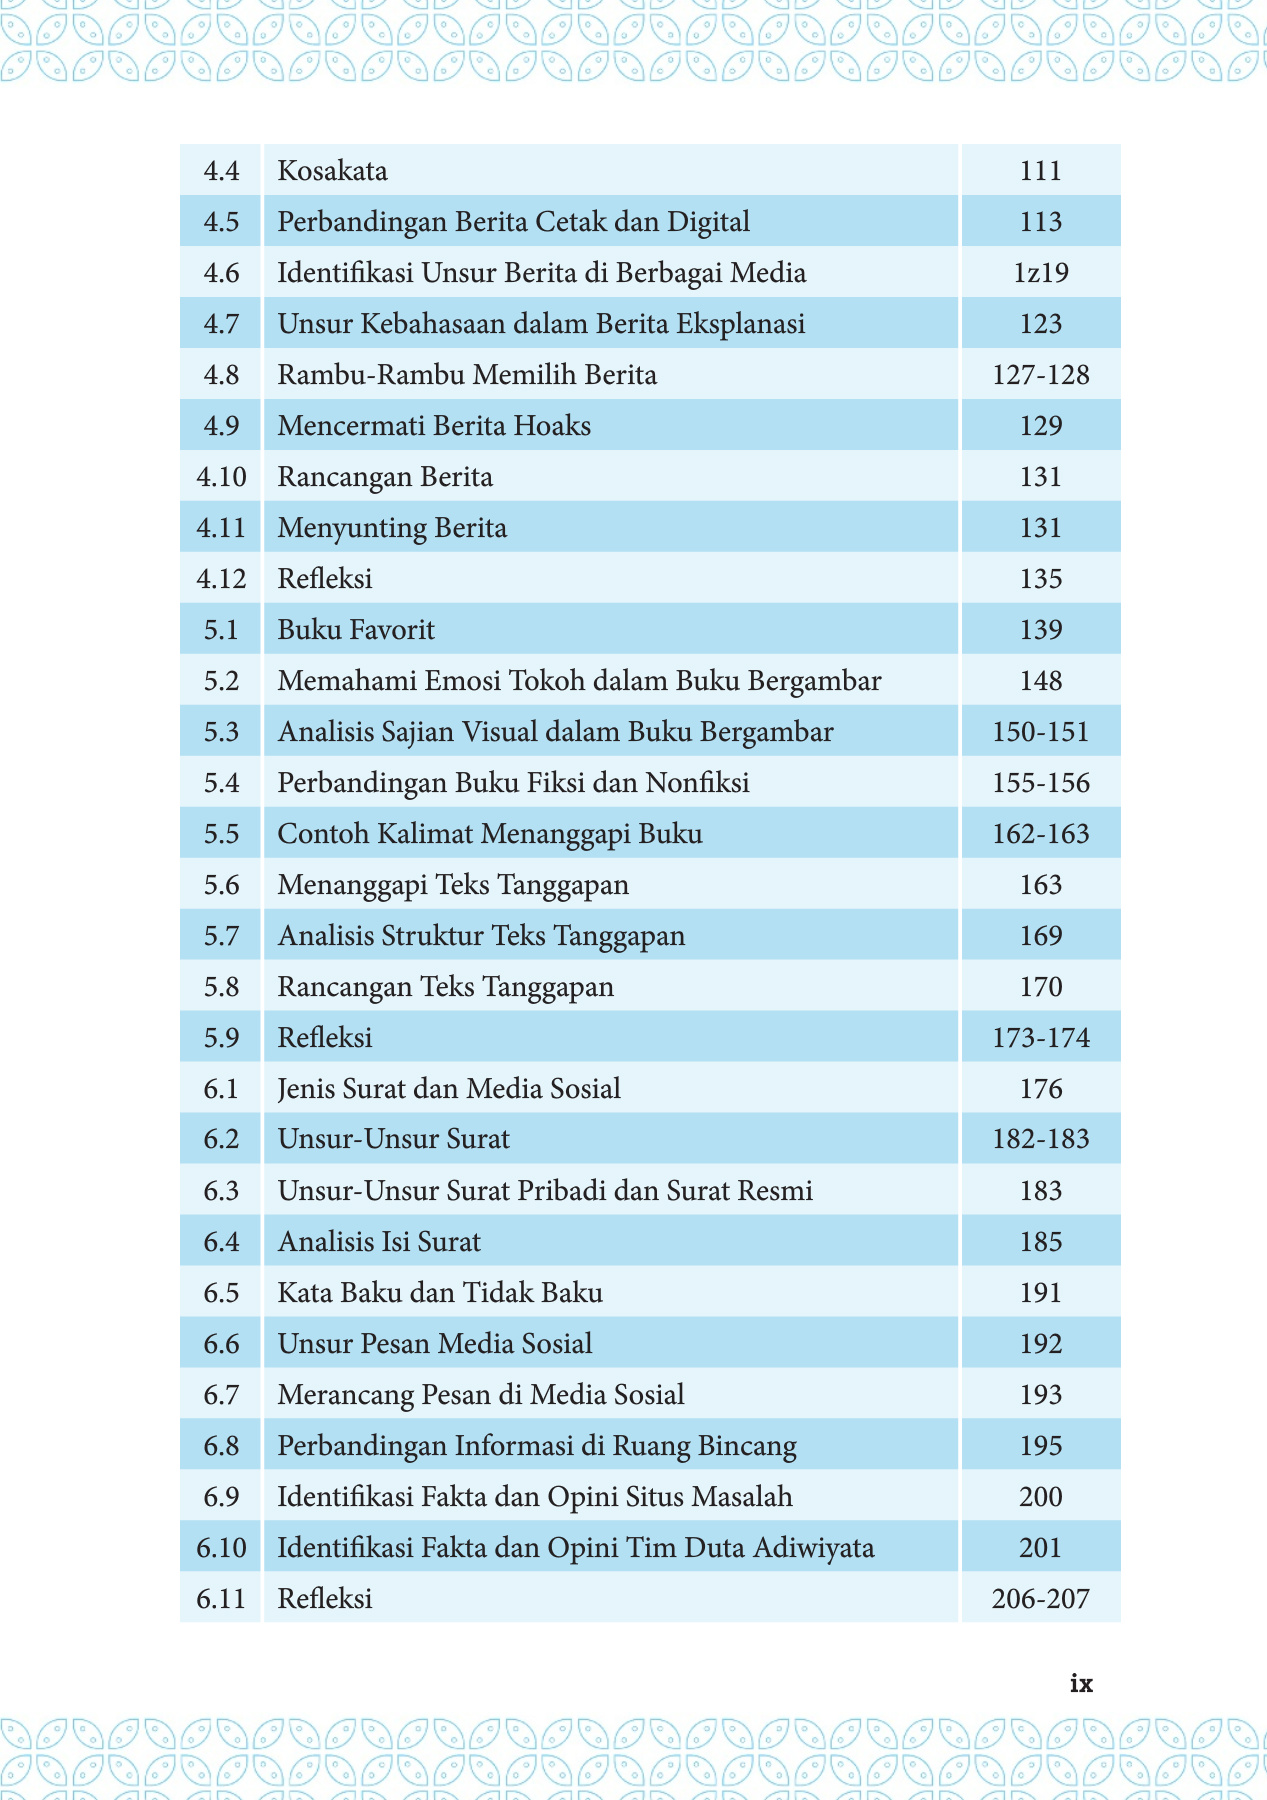 4.4 Kosakata 111
4.5 Perbandingan Berita Cetak dan Digital 113
4.6 Identifikasi Unsur Berita di Berbagai Media 1z19
4.7 Unsur Kebahasaan dalam Berita Eksplanasi 123
4.8 Rambu-Rambu Memilih Berita 127-128
4.9 Mencermati Berita Hoaks 129
4.10 Rancangan Berita 131
4.11 Menyunting Berita 131
4.12 Refleksi 135
5.1 Buku Favorit 139
5.2 Memahami Emosi Tokoh dalam Buku Bergambar 148
5.3 Analisis Sajian Visual dalam Buku Bergambar 150-151
5.4 Perbandingan Buku Fiksi dan Nonfiksi 155-156
5.5 Contoh Kalimat Menanggapi Buku 162-163
5.6 Menanggapi Teks Tanggapan 163
5.7 Analisis Struktur Teks Tanggapan 169
5.8 Rancangan Teks Tanggapan 170
5.9 Refleksi 173-174
6.1 Jenis Surat dan Media Sosial 176
6.2 Unsur-Unsur Surat 182-183
6.3 Unsur-Unsur Surat Pribadi dan Surat Resmi 183
6.4 Analisis Isi Surat 185
6.5 Kata Baku dan Tidak Baku 191
6.6 Unsur Pesan Media Sosial 192
6.7 Merancang Pesan di Media Sosial 193
6.8 Perbandingan Informasi di Ruang Bincang 195
6.9 Identifikasi Fakta dan Opini Situs Masalah 200
6.10 Identifikasi Fakta dan Opini Tim Duta Adiwiyata 201
6.11 Refleksi 206-207
ix